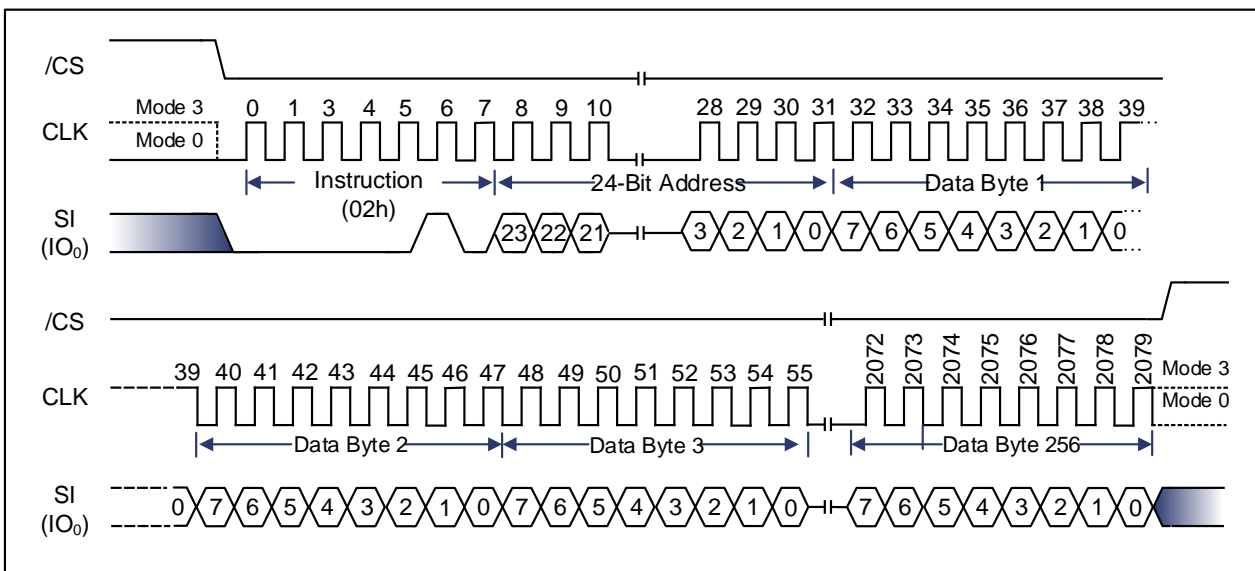 /CS
0 1 3 4 5 6 7 8 9 10 28 29 30 31 32 33 34 35 36 37 38 39
Mode 3
CLK
Mode 0
Instruction 24-Bit Address Data Byte 1
(02h)
SI
(IO0)
23 22 21 3 2 1 0 7 6 5 4 3 2 1 0
/CS
39 40 41 42 43 44 45 46 47 48 49 50 51 52 53 54 55 2072 2073 2074 2075 2076 2077 2078 2079
Mode 3
CLK
Mode 0
Data Byte 2 Data Byte 3 Data Byte 256
SI
(IO0)
0 7 6 5 4 3 2 1 0 7 6 5 4 3 2 1 0 7 6 5 4 3 2 1 0